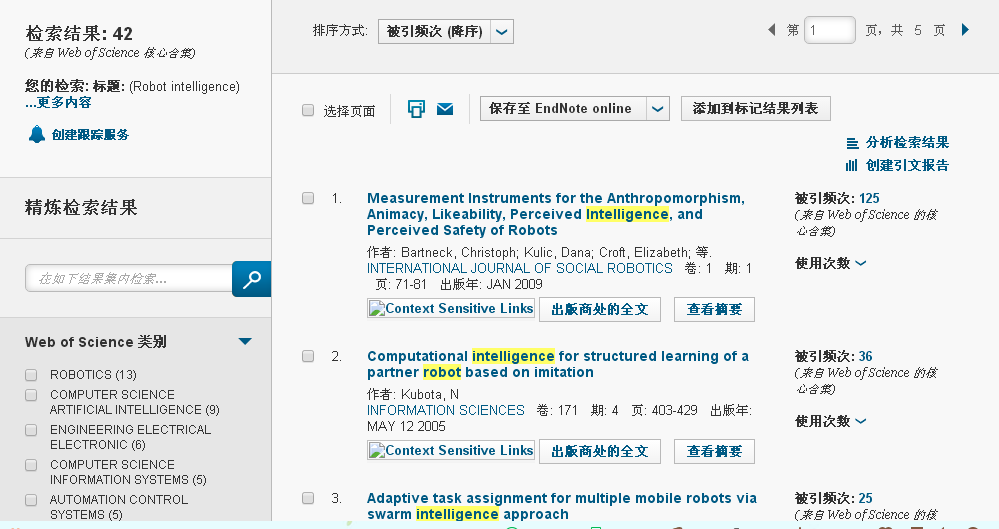 检索结果: 42
(来自 Web of Science 核心合集)
您的检索: 标题: (Robot intelligence)
...更多内容
创建跟踪服务
精炼检索结果
在如下结果集内检索...
Web of Science 类别
ROBOTICS (13)
COMPUTER SCIENCE
ARTIFICIAL INTELLIGENCE (9)
ENGINEERING ELECTRICAL
ELECTRONIC (6)
COMPUTER SCIENCE
INFORMATION SYSTEMS (5)
AUTOMATION CONTROL
SYSTEMS (5)
排序方式: 被引频次 (降序)
第 1 页，共 5 页
选择页面 保存至 EndNote online 添加到标记结果列表
分析检索结果
创建引文报告
1. Measurement Instruments for the Anthropomorphism,
Animacy, Likeability, Perceived Intelligence, and
Perceived Safety of Robots
作者: Bartneck, Christoph; Kulic, Dana; Croft, Elizabeth; 等.
INTERNATIONAL JOURNAL OF SOCIAL ROBOTICS 卷: 1 期: 1
页: 71-81 出版年: JAN 2009
Context Sensitive Links 出版商处的全文 查看摘要
被引频次: 125
(来自 Web of Science 的核
心合集)
使用次数
2. Computational intelligence for structured learning of a
partner robot based on imitation
作者: Kubota, N
INFORMATION SCIENCES 卷: 171 期: 4 页: 403-429 出版年:
MAY 12 2005
Context Sensitive Links 出版商处的全文 查看摘要
被引频次: 36
(来自 Web of Science 的核
心合集)
使用次数
3. Adaptive task assignment for multiple mobile robots via
swarm intelligence approach
被引频次: 25
(来自 Web of Science 的核